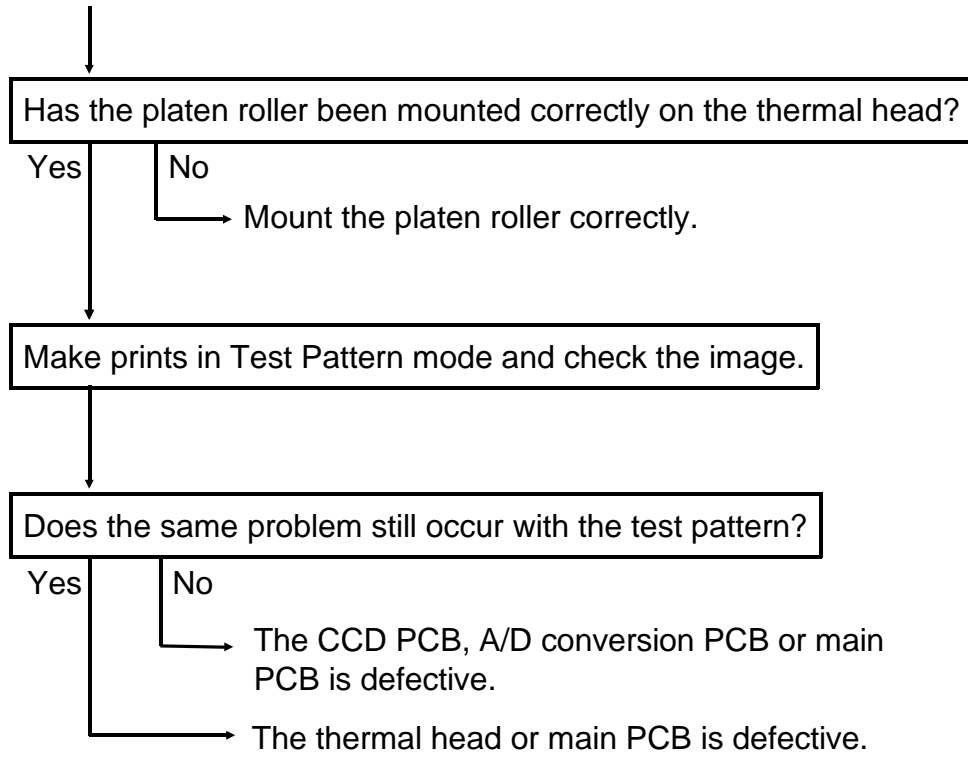 Has the platen roller been mounted correctly on the thermal head?
Yes No
Mount the platen roller correctly.
Make prints in Test Pattern mode and check the image.
Does the same problem still occur with the test pattern?
Yes No
The CCD PCB, A/D conversion PCB or main
PCB is defective.
The thermal head or main PCB is defective.